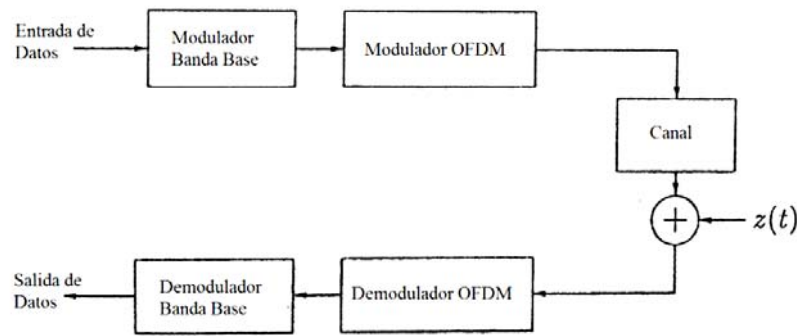 Entrada de
Datos
Modulador
Banda Base
Modulador OFDM
Canal
+
z(t)
Salida de
Datos
Demodulador
Banda Base
Demodulador OFDM